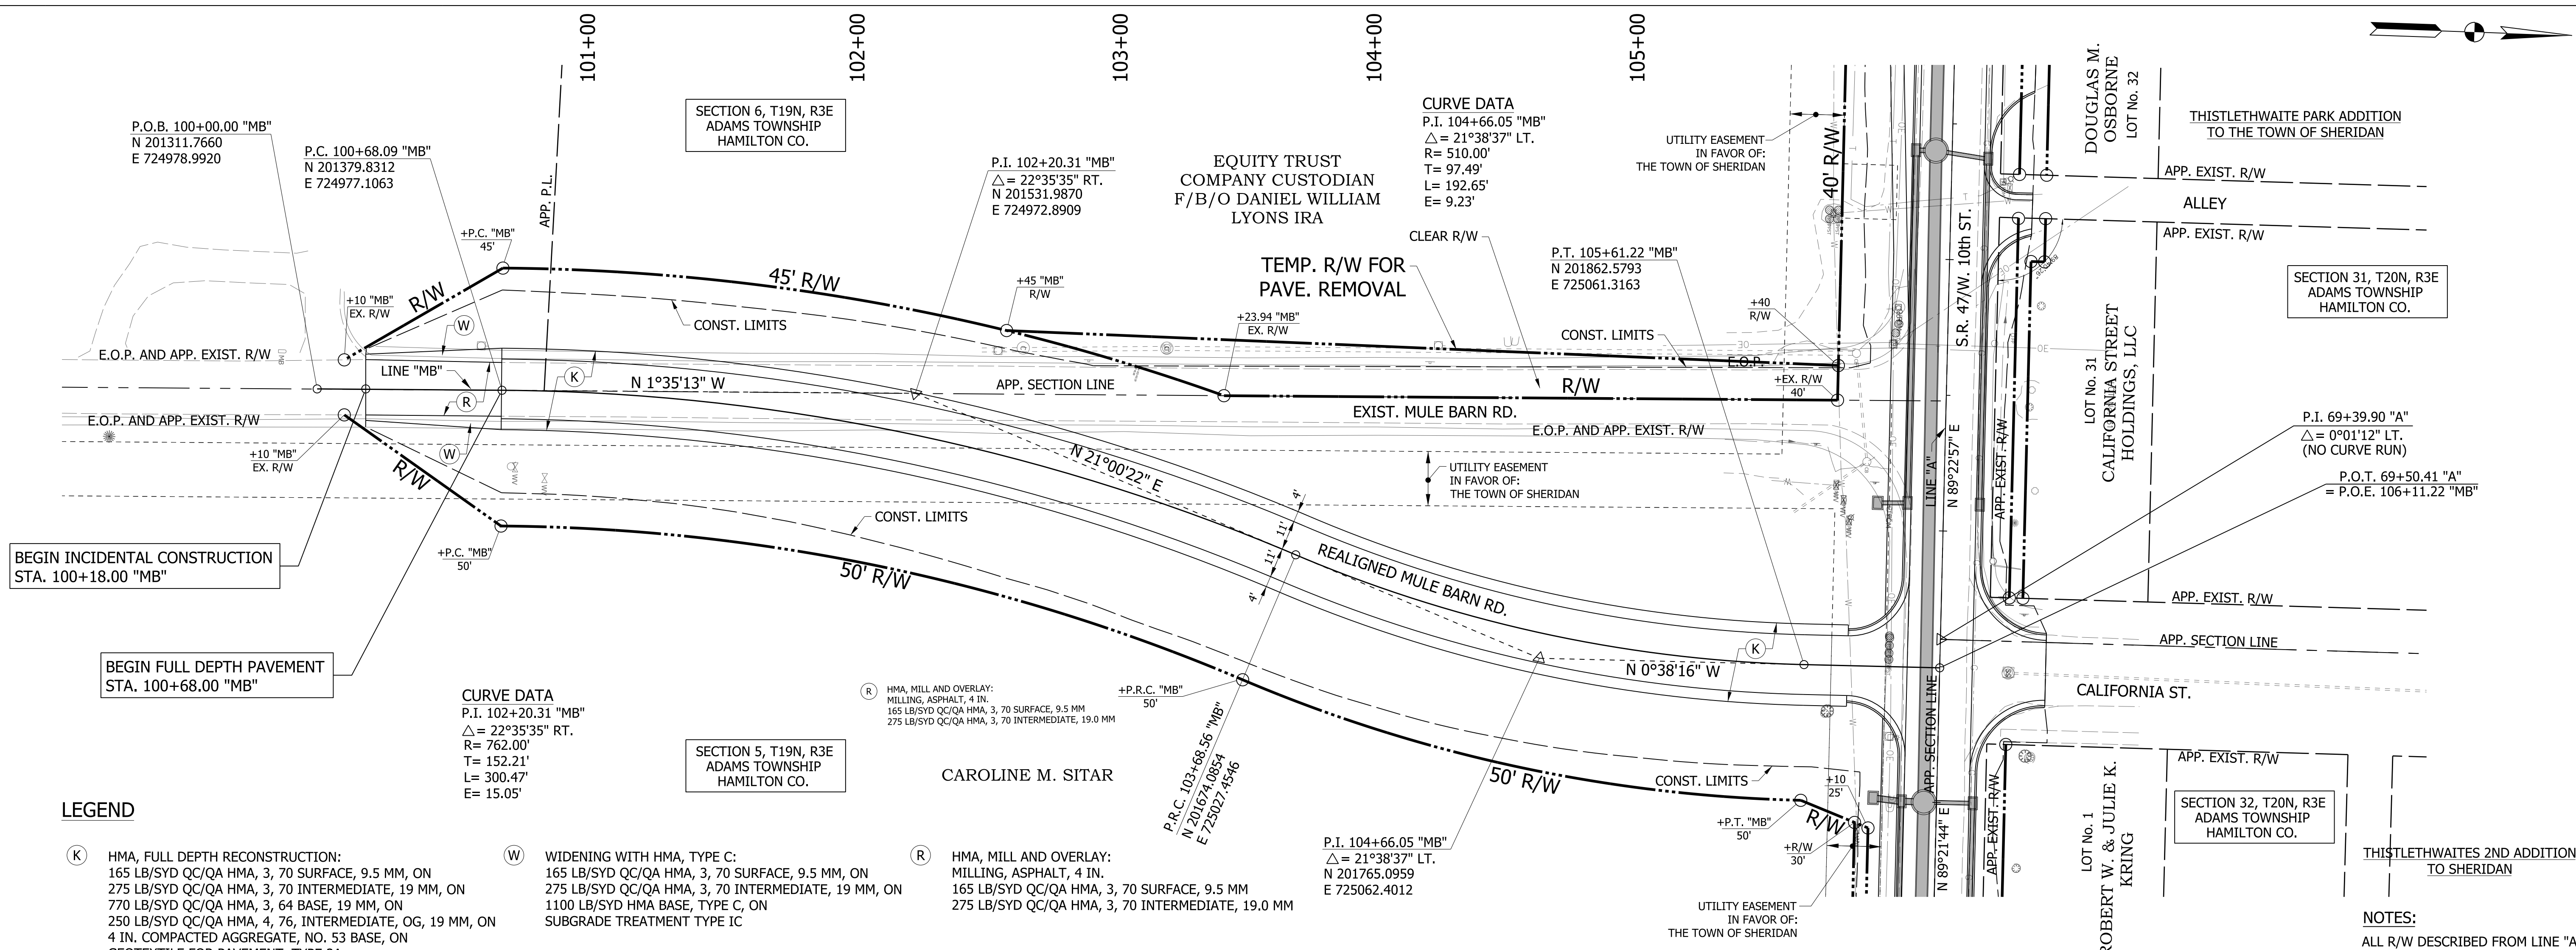 101+00
102+00
103+00
104+00
105+00
P.O.B. 100+00.00 "MB"
N 201311.7660
E 724978.9920
P.C. 100+68.09 "MB"
N 201379.8312
E 724977.1063
APP. P.L.
SECTION 6, T19N, R3E
ADAMS TOWNSHIP
HAMILTON CO.
P.I. 102+20.31 "MB"
△= 22°35'35" RT.
N 201531.9870
E 724972.8909
EQUITY TRUST
COMPANY CUSTODIAN
F/B/O DANIEL WILLIAM
LYONS IRA
CURVE DATA
P.I. 104+66.05 "MB"
△= 21°38'37" LT.
R= 510.00'
T= 97.49'
L= 192.65'
E= 9.23'
UTILITY EASEMENT
IN FAVOR OF:
THE TOWN OF SHERIDAN
40' R/W
DOUGLAS M.
OSBORNE
LOT No. 32
THISTLETHWAITE PARK ADDITION
TO THE TOWN OF SHERIDAN
APP. EXIST. R/W
ALLEY
APP. EXIST. R/W
SECTION 31, T20N, R3E
ADAMS TOWNSHIP
HAMILTON CO.
+P.C. "MB"
45'
45' R/W
+45 "MB"
R/W
CLEAR R/W
TEMP. R/W FOR
PAVE. REMOVAL
P.T. 105+61.22 "MB"
N 201862.5793
E 725061.3163
+10 "MB"
EX. R/W
R/W
CONST. LIMITS
+23.94 "MB"
EX. R/W
CONST. LIMITS
+40
R/W
S.R. 47/W. 10th ST.
E.O.P. AND APP. EXIST. R/W
W
LINE "MB"
K
R
N 1°35'13" W
APP. SECTION LINE
E.O.P.
R/W
+EX. R/W
40'
EXIST. MULE BARN RD.
E.O.P. AND APP. EXIST. R/W
E.O.P. AND APP. EXIST. R/W
W
+10 "MB"
EX. R/W
R/W
N 21°00'22" E
UTILITY EASEMENT
IN FAVOR OF:
THE TOWN OF SHERIDAN
LINE "A"
N 89°22'57" E
APP. EXIST. R/W
LOT No. 31
CALIFORNIA STREET
HOLDINGS, LLC
P.I. 69+39.90 "A"
△= 0°01'12" LT.
(NO CURVE RUN)
P.O.T. 69+50.41 "A"
= P.O.E. 106+11.22 "MB"
CONST. LIMITS
4'
11'
11'
4'
REALIGNED MULE BARN RD.
BEGIN INCIDENTAL CONSTRUCTION
STA. 100+18.00 "MB"
+P.C. "MB"
50'
50' R/W
APP. EXIST. R/W
APP. SECTION LINE
K
N 0°38'16" W
CALIFORNIA ST.
BEGIN FULL DEPTH PAVEMENT
STA. 100+68.00 "MB"
CURVE DATA
P.I. 102+20.31 "MB"
△= 22°35'35" RT.
R= 762.00'
T= 152.21'
L= 300.47'
E= 15.05'
R HMA, MILL AND OVERLAY:
MILLING, ASPHALT, 4 IN.
165 LB/SYD QC/QA HMA, 3, 70 SURFACE, 9.5 MM
275 LB/SYD QC/QA HMA, 3, 70 INTERMEDIATE, 19.0 MM
+P.R.C. "MB"
50'
P.R.C. 103+68.56 "MB"
N 201674.0854
E 725027.4546
SECTION 5, T19N, R3E
ADAMS TOWNSHIP
HAMILTON CO.
CAROLINE M. SITAR
50' R/W
CONST. LIMITS
+10
25'
APP. SECTION LINE
N 89°21'44" E
APP. EXIST. R/W
APP. EXIST. R/W
+P.T. "MB"
50'
R/W
+R/W
30'
P.I. 104+66.05 "MB"
△= 21°38'37" LT.
N 201765.0959
E 725062.4012
LOT No. 1
ROBERT W. & JULIE K.
KRING
SECTION 32, T20N, R3E
ADAMS TOWNSHIP
HAMILTON CO.
THISTLETHWAITES 2ND ADDITION
TO SHERIDAN
UTILITY EASEMENT
IN FAVOR OF:
THE TOWN OF SHERIDAN
LEGEND
K HMA, FULL DEPTH RECONSTRUCTION:
165 LB/SYD QC/QA HMA, 3, 70 SURFACE, 9.5 MM, ON
275 LB/SYD QC/QA HMA, 3, 70 INTERMEDIATE, 19 MM, ON
770 LB/SYD QC/QA HMA, 3, 64 BASE, 19 MM, ON
250 LB/SYD QC/QA HMA, 4, 76, INTERMEDIATE, OG, 19 MM, ON
4 IN. COMPACTED AGGREGATE, NO. 53 BASE, ON
W WIDENING WITH HMA, TYPE C:
165 LB/SYD QC/QA HMA, 3, 70 SURFACE, 9.5 MM, ON
275 LB/SYD QC/QA HMA, 3, 70 INTERMEDIATE, 19 MM, ON
1100 LB/SYD HMA BASE, TYPE C, ON
SUBGRADE TREATMENT TYPE IC
R HMA, MILL AND OVERLAY:
MILLING, ASPHALT, 4 IN.
165 LB/SYD QC/QA HMA, 3, 70 SURFACE, 9.5 MM
275 LB/SYD QC/QA HMA, 3, 70 INTERMEDIATE, 19.0 MM
NOTES:
ALL R/W DESCRIBED FROM LINE "A